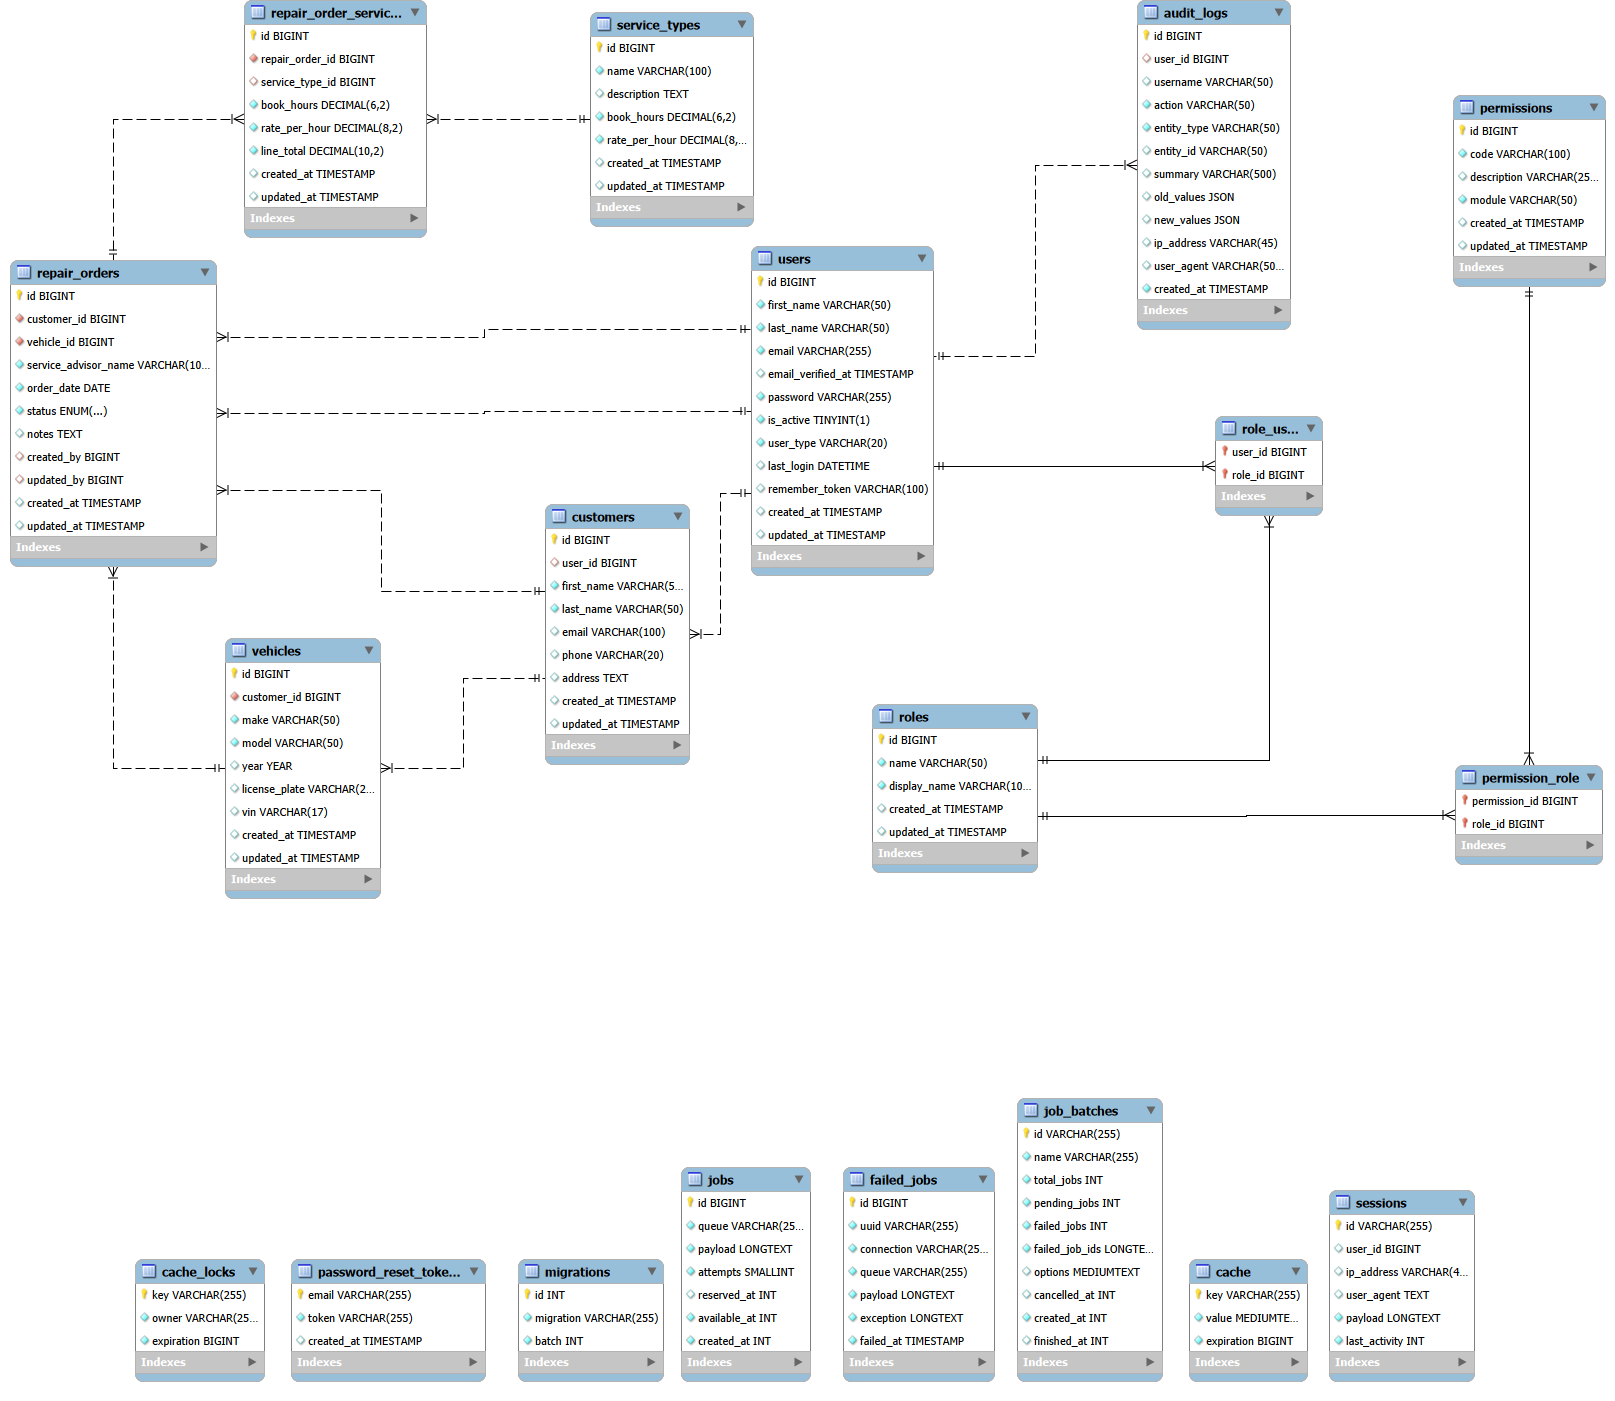 repair_order_servic...
id BIGINT
repair_order_id BIGINT
service_type_id BIGINT
book_hours DECIMAL(6,2)
rate_per_hour DECIMAL(8,2)
line_total DECIMAL(10,2)
created_at TIMESTAMP
updated_at TIMESTAMP
Indexes
service_types
id BIGINT
name VARCHAR(100)
description TEXT
book_hours DECIMAL(6,2)
rate_per_hour DECIMAL(8,...
created_at TIMESTAMP
updated_at TIMESTAMP
Indexes
audit_logs
id BIGINT
user_id BIGINT
username VARCHAR(50)
action VARCHAR(50)
entity_type VARCHAR(50)
entity_id VARCHAR(50)
summary VARCHAR(500)
old_values JSON
new_values JSON
ip_address VARCHAR(45)
user_agent VARCHAR(50...
created_at TIMESTAMP
Indexes
permissions
id BIGINT
code VARCHAR(100)
description VARCHAR(25...
module VARCHAR(50)
created_at TIMESTAMP
updated_at TIMESTAMP
Indexes
repair_orders
id BIGINT
customer_id BIGINT
vehicle_id BIGINT
service_advisor_name VARCHAR(10...
order_date DATE
status ENUM(...)
notes TEXT
created_by BIGINT
updated_by BIGINT
created_at TIMESTAMP
updated_at TIMESTAMP
Indexes
users
id BIGINT
first_name VARCHAR(50)
last_name VARCHAR(50)
email VARCHAR(255)
email_verified_at TIMESTAMP
password VARCHAR(255)
is_active TINYINT(1)
user_type VARCHAR(20)
last_login DATETIME
remember_token VARCHAR(100)
created_at TIMESTAMP
updated_at TIMESTAMP
Indexes
role_us...
user_id BIGINT
role_id BIGINT
Indexes
customers
id BIGINT
user_id BIGINT
first_name VARCHAR(5...
last_name VARCHAR(50)
email VARCHAR(100)
phone VARCHAR(20)
address TEXT
created_at TIMESTAMP
updated_at TIMESTAMP
Indexes
vehicles
id BIGINT
customer_id BIGINT
make VARCHAR(50)
model VARCHAR(50)
year YEAR
license_plate VARCHAR(2...
vin VARCHAR(17)
created_at TIMESTAMP
updated_at TIMESTAMP
Indexes
roles
id BIGINT
name VARCHAR(50)
display_name VARCHAR(10...
created_at TIMESTAMP
updated_at TIMESTAMP
Indexes
permission_role
permission_id BIGINT
role_id BIGINT
Indexes
cache_locks
key VARCHAR(255)
owner VARCHAR(25...
expiration BIGINT
Indexes
password_reset_toke...
email VARCHAR(255)
token VARCHAR(255)
created_at TIMESTAMP
Indexes
migrations
id INT
migration VARCHAR(255)
batch INT
Indexes
jobs
id BIGINT
queue VARCHAR(25...
payload LONGTEXT
attempts SMALLINT
reserved_at INT
available_at INT
created_at INT
Indexes
failed_jobs
id BIGINT
uuid VARCHAR(255)
connection VARCHAR(25...
queue VARCHAR(255)
payload LONGTEXT
exception LONGTEXT
failed_at TIMESTAMP
Indexes
job_batches
id VARCHAR(255)
name VARCHAR(255)
total_jobs INT
pending_jobs INT
failed_jobs INT
failed_job_ids LONGTE...
options MEDIUMTEXT
cancelled_at INT
created_at INT
finished_at INT
Indexes
cache
key VARCHAR(255)
value MEDIUMTE...
expiration BIGINT
Indexes
sessions
id VARCHAR(255)
user_id BIGINT
ip_address VARCHAR(4...
user_agent TEXT
payload LONGTEXT
last_activity INT
Indexes